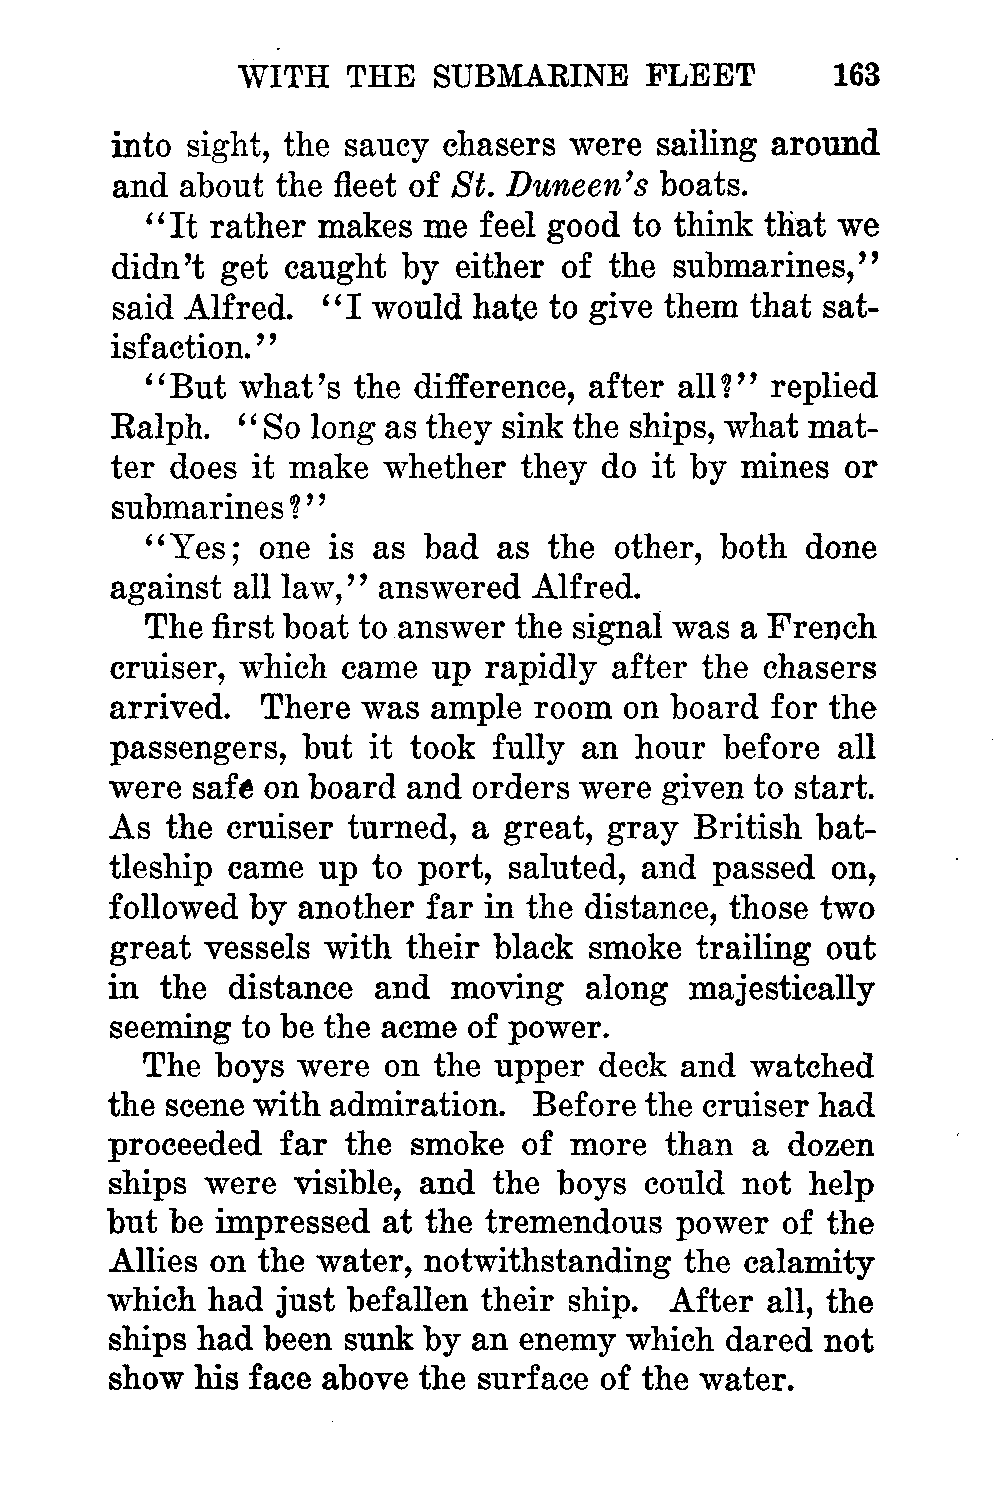 WITH THE SUBMARINE FLEET 163
into sight, the saucy chasers were sailing around
and about the fleet of St. Duneen's boats.
"It rather makes me feel good to think that we
didn't get caught by either of the submarines,"
said Alfred. "I would hate to give them that sat-
isfaction."
"But what's the difference, after all?" replied
Ralph. "So long as they sink the ships, what mat-
ter does it make whether they do it by mines or
submarines?"
"Yes; one is as bad as the other, both done
against all law," answered Alfred.
The first boat to answer the signal was a French
cruiser, which came up rapidly after the chasers
arrived. There was ample room on board for the
passengers, but it took fully an hour before all
were safe on board and orders were given to start.
As the cruiser turned, a great, gray British bat-
tleship came up to port, saluted, and passed on,
followed by another far in the distance, those two
great vessels with their black smoke trailing out
in the distance and moving along majestically
seeming to be the acme of power.
The boys were on the upper deck and watched
the scene with admiration. Before the cruiser had
proceeded far the smoke of more than a dozen
ships were visible, and the boys could not help
but be impressed at the tremendous power of the
Allies on the water, notwithstanding the calamity
which had just befallen their ship. After all, the
ships had been sunk by an enemy which dared not
show his face above the surface of the water.